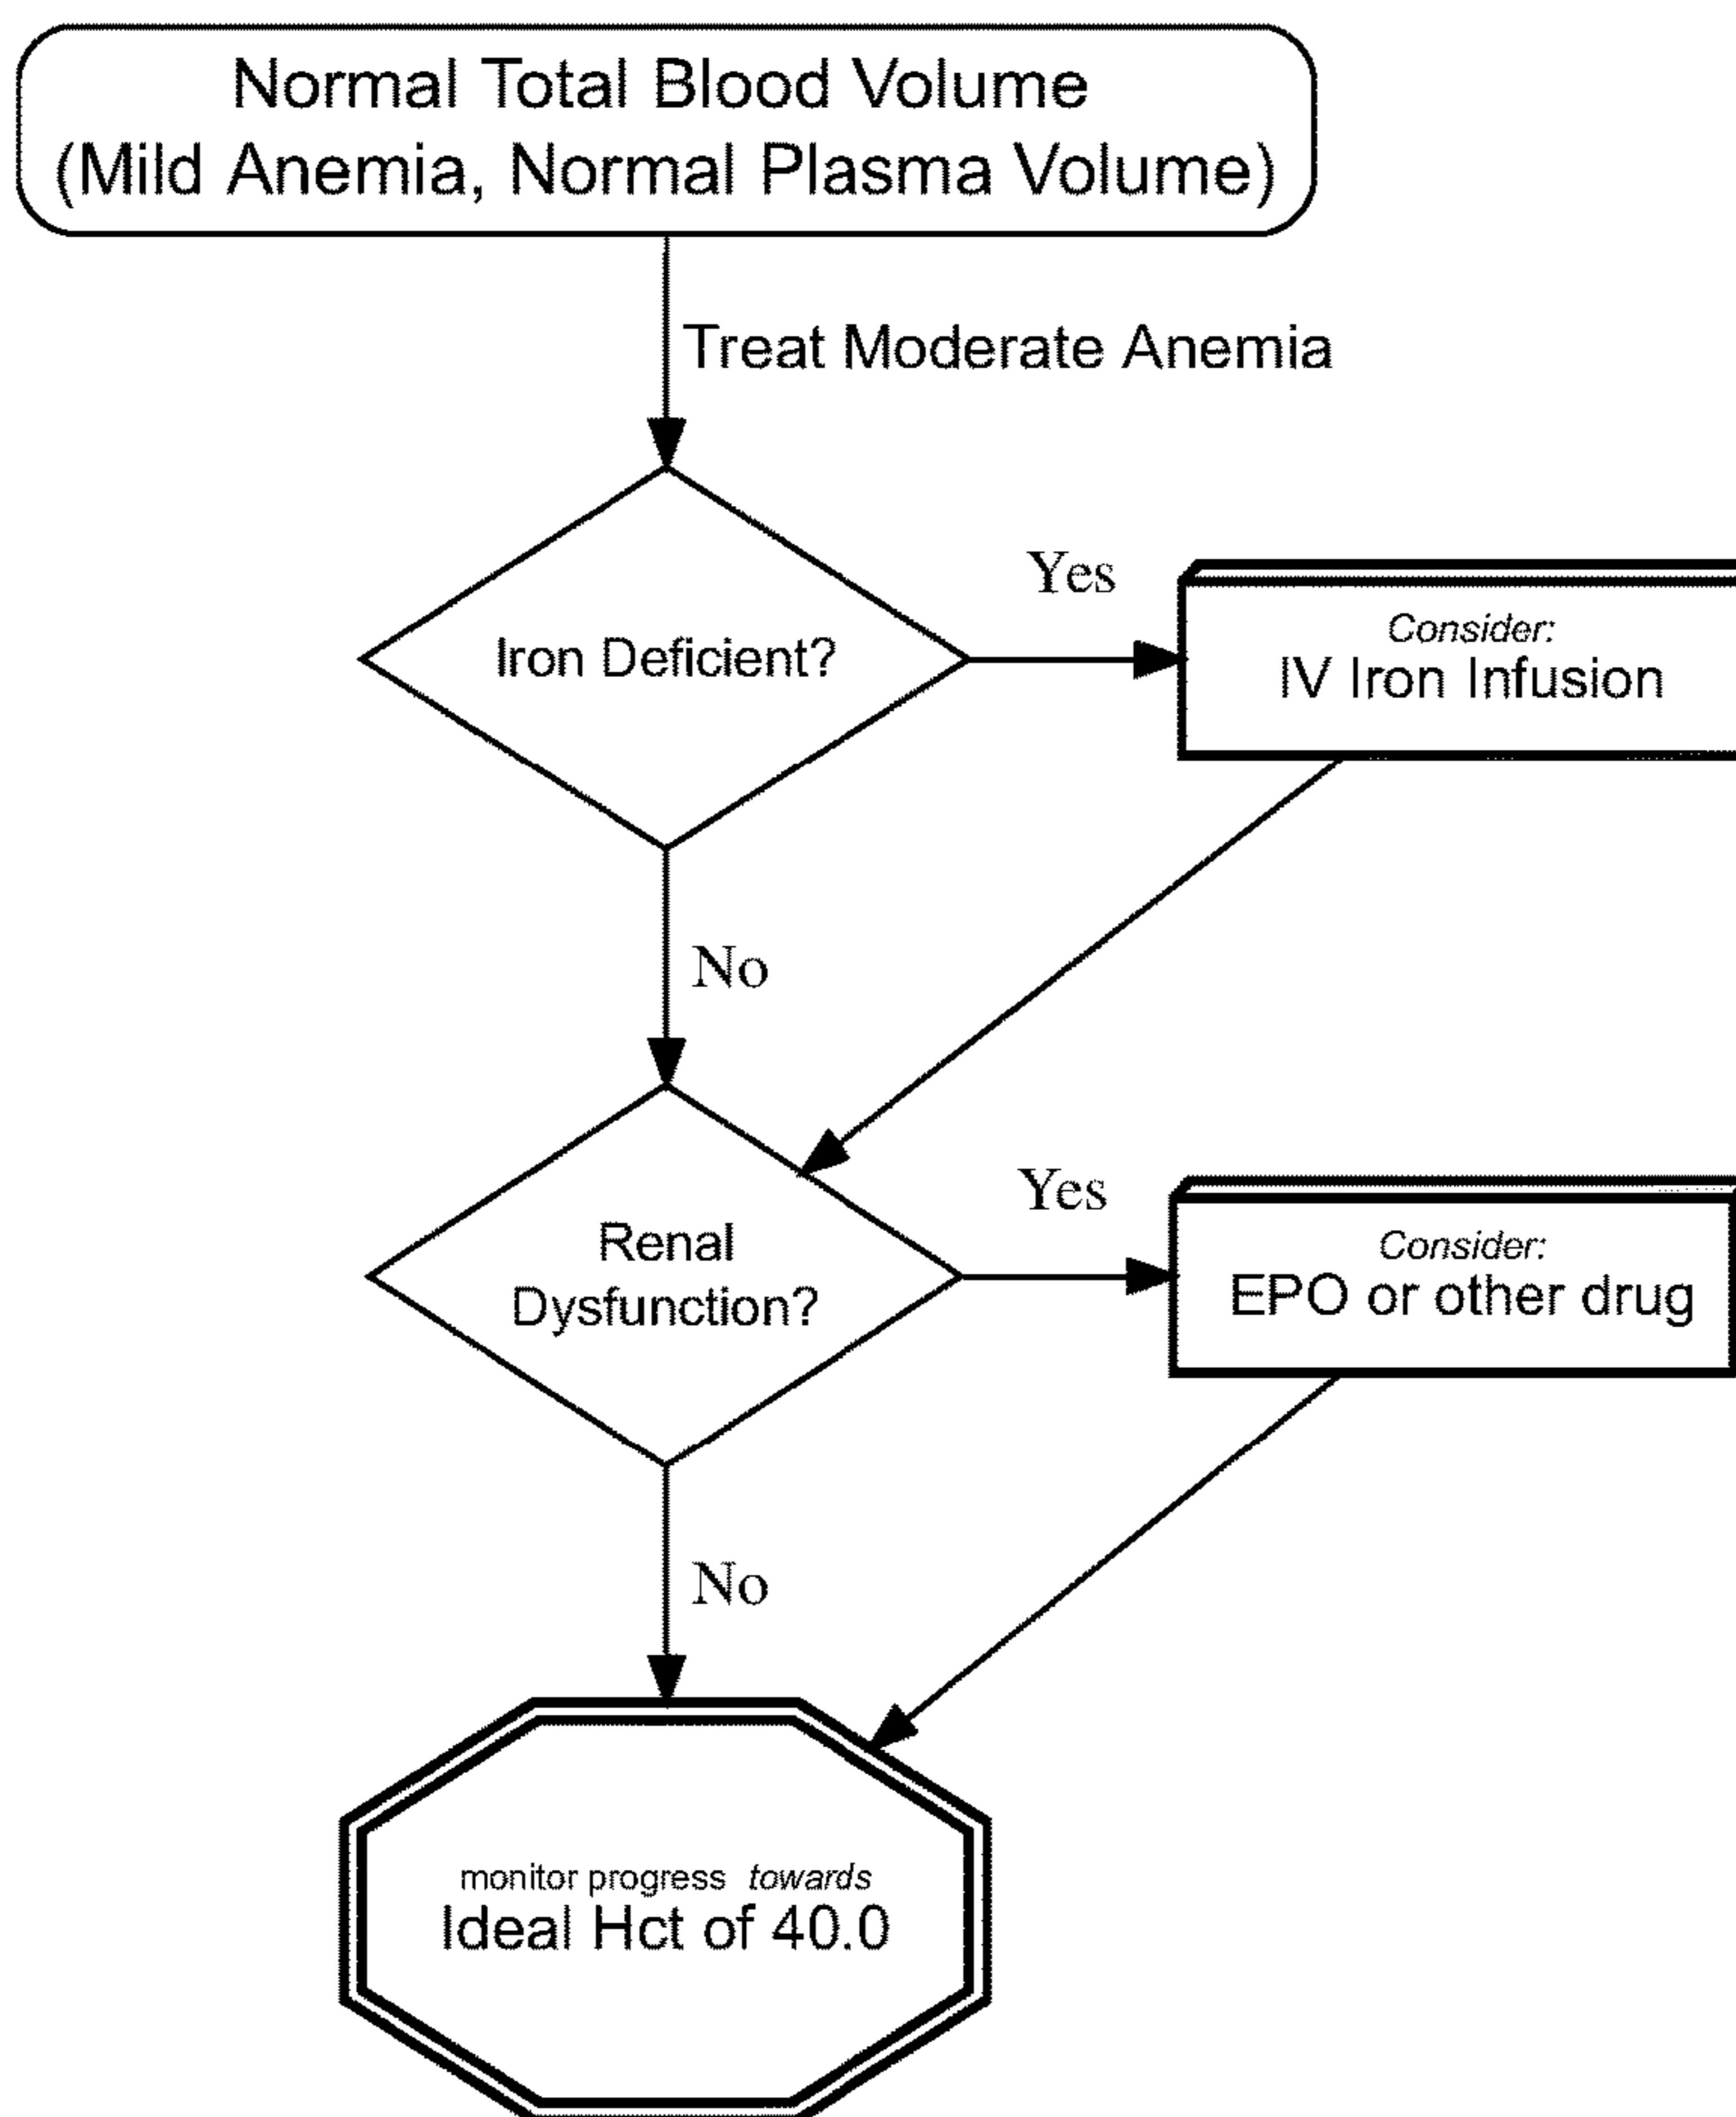 Normal Total Blood Volume
(Mild Anemia, Normal Plasma Volume)
Treat Moderate Anemia
Iron Deficient?
Yes
Consider:
IV Iron Infusion
No
Renal
Dysfunction?
Yes
Consider:
EPO or other drug
No
monitor progress towards
Ideal Hct of 40.0